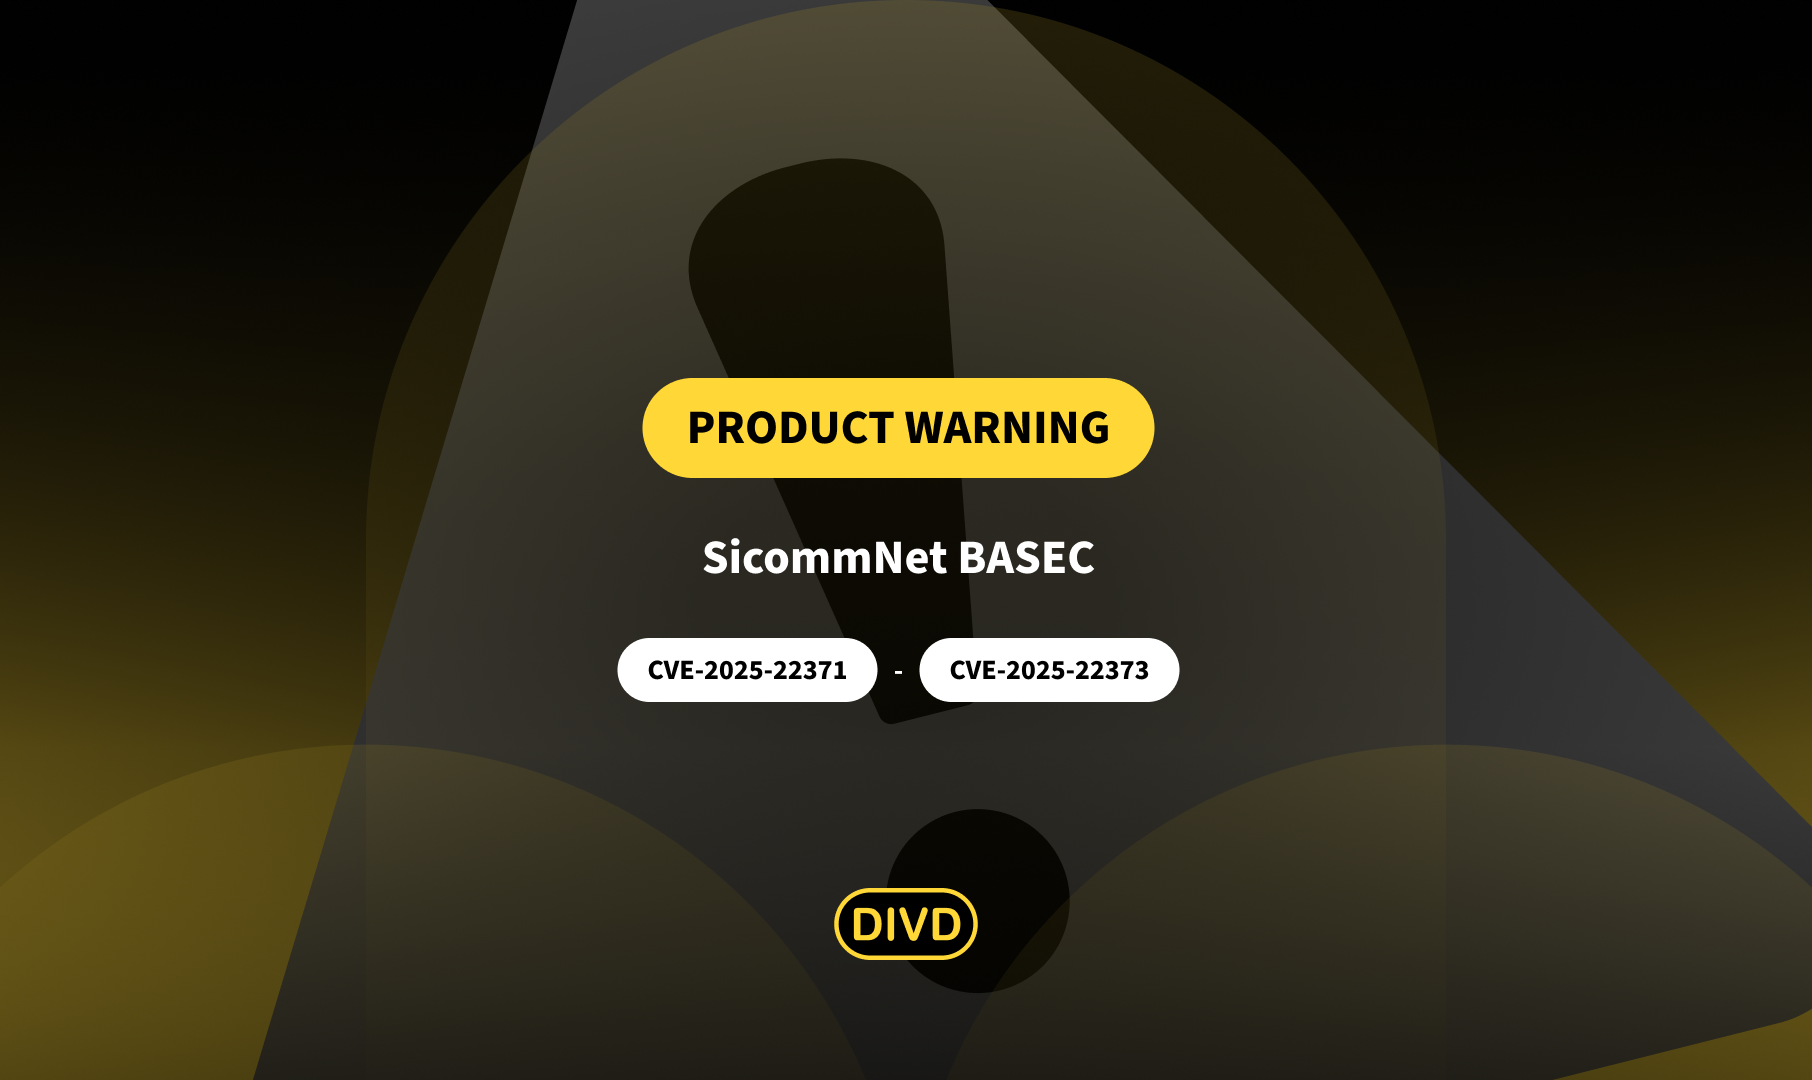 PRODUCT WARNING
SicommNet BASEC
CVE-2025-22371 - CVE-2025-22373
DIVD